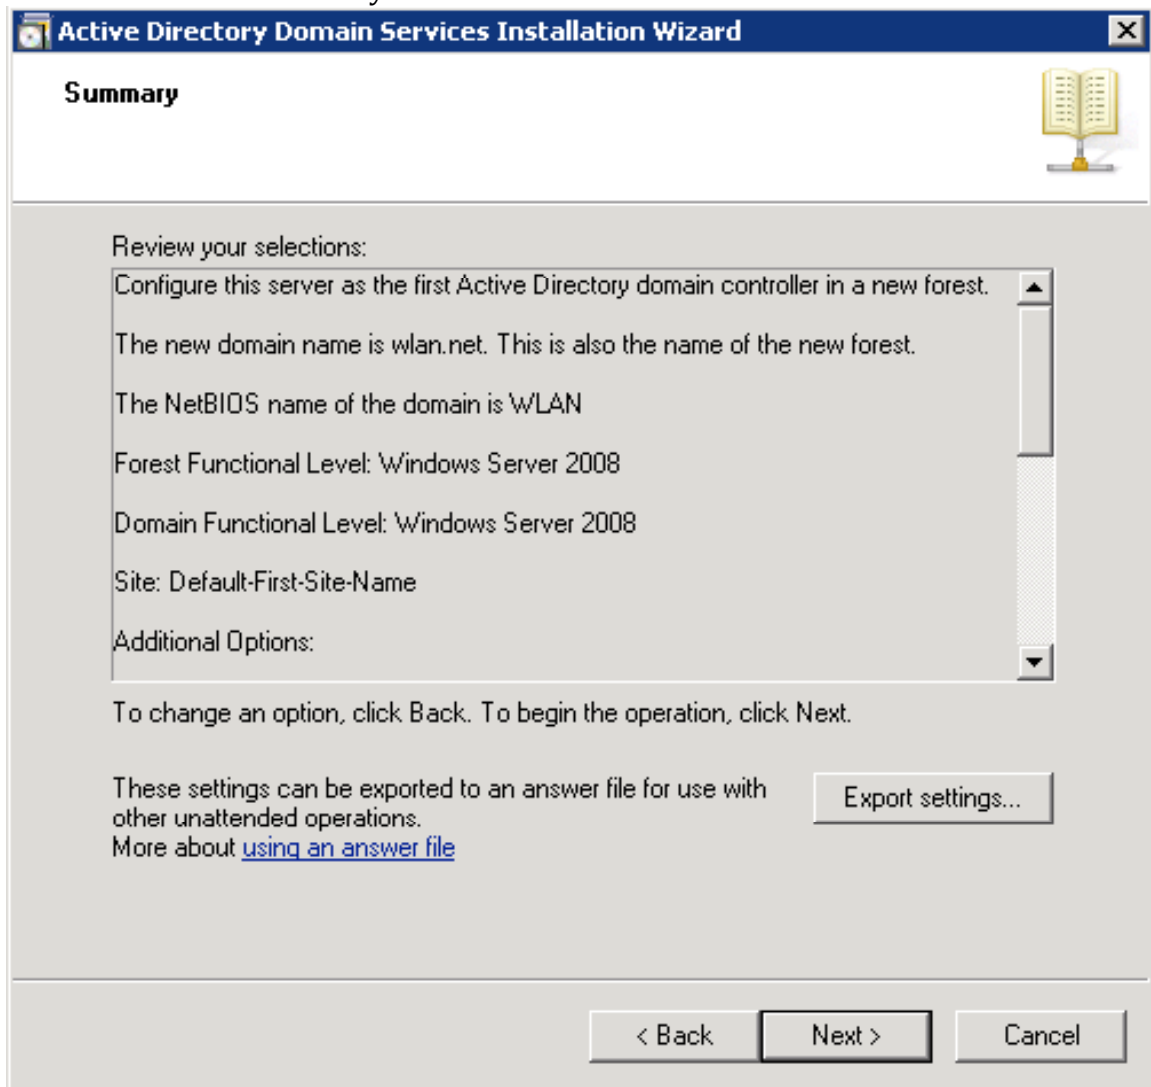 Active Directory Domain Services Installation Wizard
Summary
Review your selections:
Configure this server as the first Active Directory domain controller in a new forest.
The new domain name is wlan.net. This is also the name of the new forest.
The NetBIOS name of the domain is WLAN
Forest Functional Level: Windows Server 2008
Domain Functional Level: Windows Server 2008
Site: Default-First-Site-Name
Additional Options:
To change an option, click Back. To begin the operation, click Next.
These settings can be exported to an answer file for use with
other unattended operations.
More about using an answer file
Export settings...
< Back
Next >
Cancel